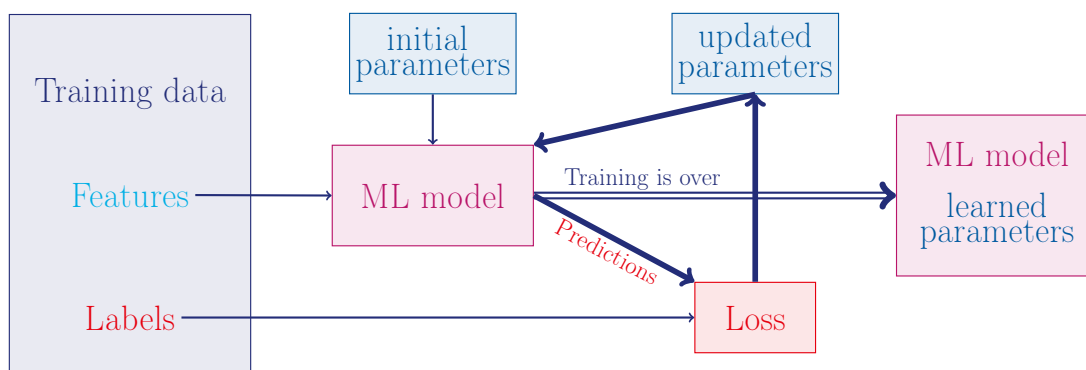 Training data
Features
Labels
initial
parameters
ML model
Training is over
Predictions
updated
parameters
Loss
ML model
learned
parameters